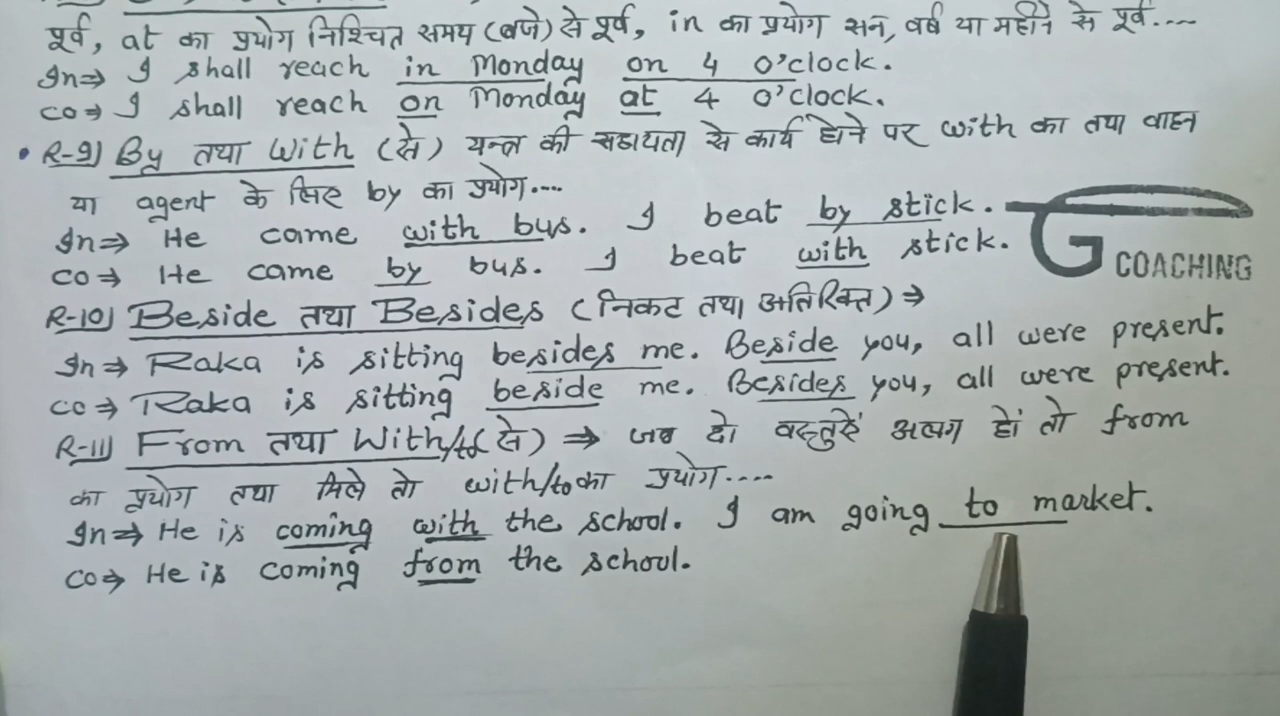 पूर्व, at का प्रयोग निश्चित समय (बजे) से पूर्व, in का प्रयोग सन, वर्ष या महीने से पूर्व....
In⇒ I shall reach in Monday on 4 o'clock.
co⇒ I shall reach on Monday at 4 o'clock.
• R-9) By तथा With (से) यन्त्र की सहायता से कार्य होने पर with का तथा वाहन
या agent के लिए by का प्रयोग....
In⇒ He came with bus. I beat by stick.
co⇒ He came by bus. I beat with stick.
G COACHING
R-10) Beside तथा Besides (निकट तथा अतिरिक्त) ⇒
In⇒ Raka is sitting besides me. Beside you, all were present.
co⇒ Raka is sitting beside me. Besides you, all were present.
R-11) From तथा With/to (से) ⇒ जब दो वस्तुएँ अलग हों तो from
का प्रयोग तथा मिले तो with/to का प्रयोग....
In⇒ He is coming with the school. I am going to market.
co⇒ He is coming from the school.